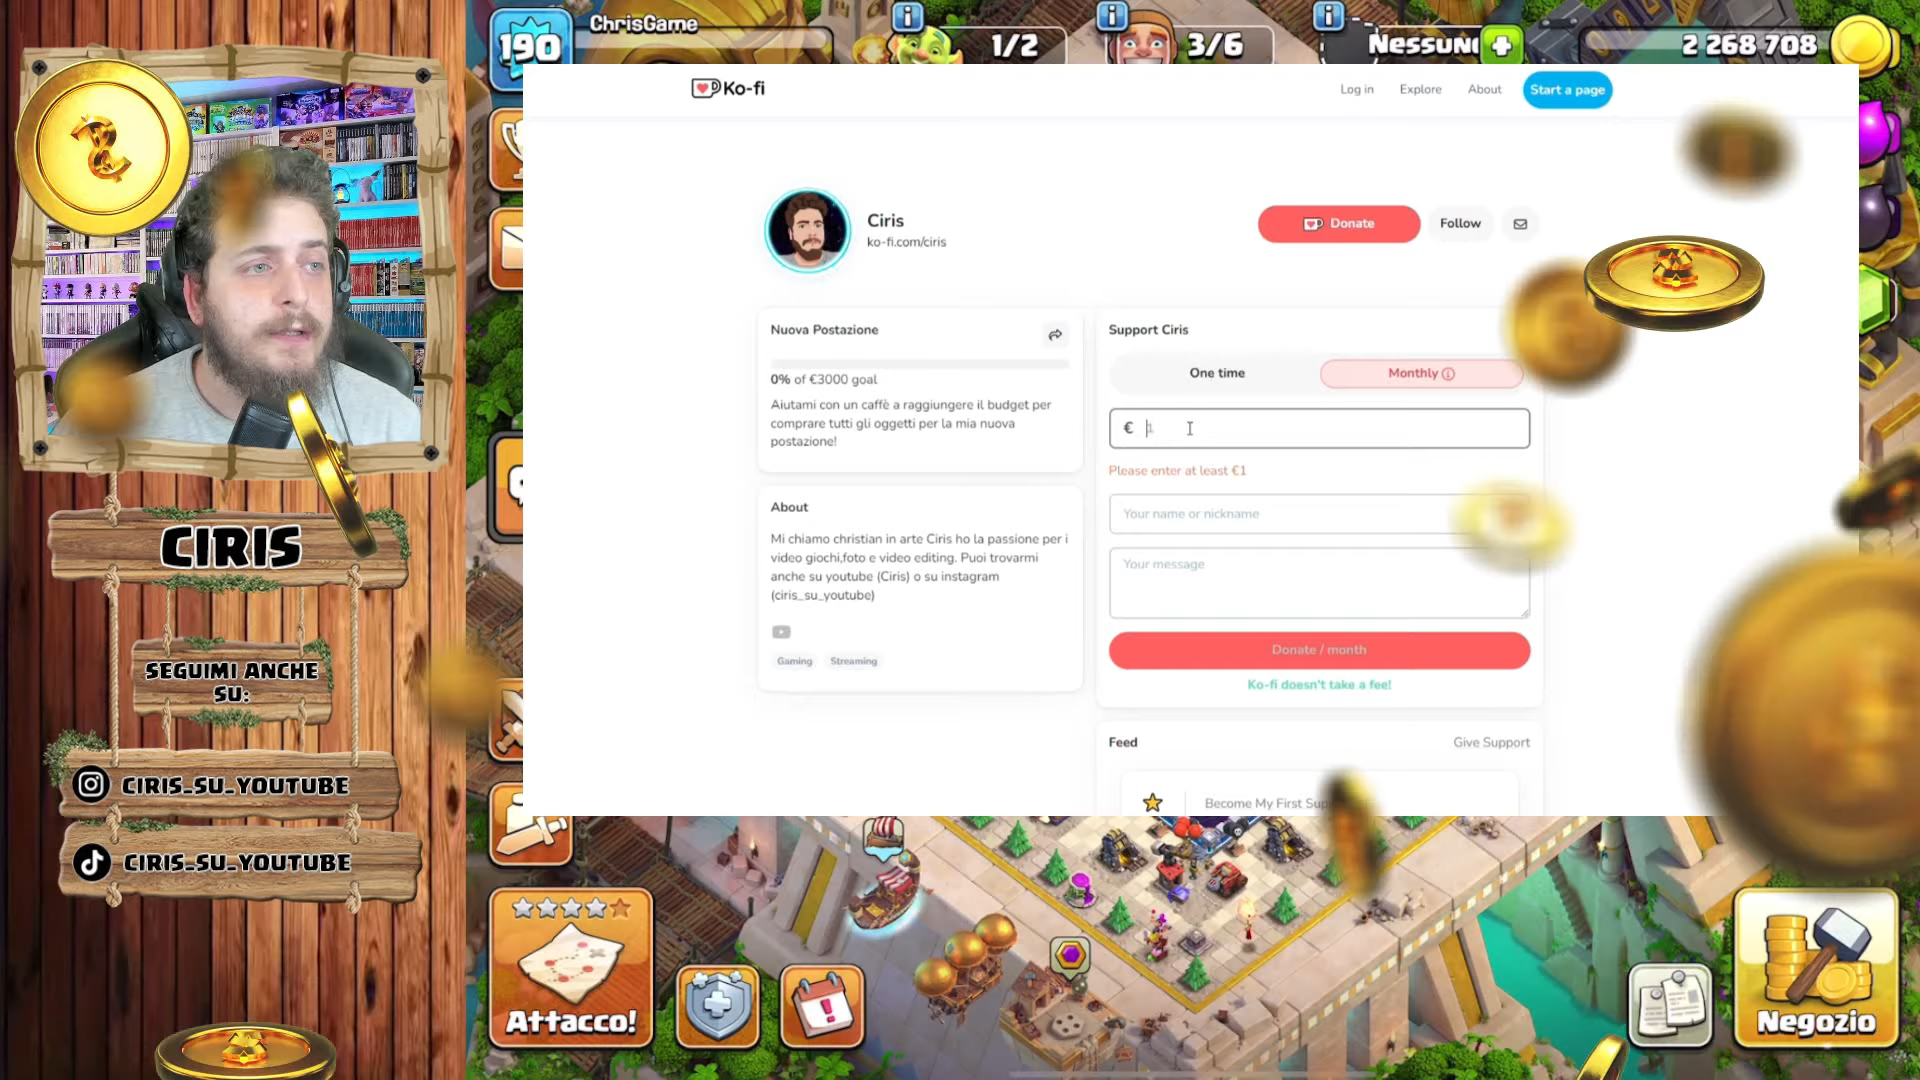 190
ChrisGame
1/2
3/6
Nessun
2 268 708
Ko-fi
Log in
Explore
About
Start a page
Ciris
ko-fi.com/ciris
Donate
Follow
Nuova Postazione
0% of €3000 goal
Aiutami con un caffè a raggiungere il budget per
comprare tutti gli oggetti per la mia nuova
postazione!
About
Mi chiamo christian in arte Ciris ho la passione per i
video giochi,foto e video editing. Puoi trovarmi
anche su youtube (Ciris) o su instagram
(ciris_su_youtube)
Gaming
Streaming
Support Ciris
One time
Monthly
€ 1
Please enter at least €1
Your name or nickname
Your message
Donate / month
Ko-fi doesn't take a fee!
Feed
Give Support
Become My First Sup
CIRIS
SEGUIMI ANCHE
SU:
CIRIS_SU_YOUTUBE
CIRIS_SU_YOUTUBE
Attacco!
Negozio